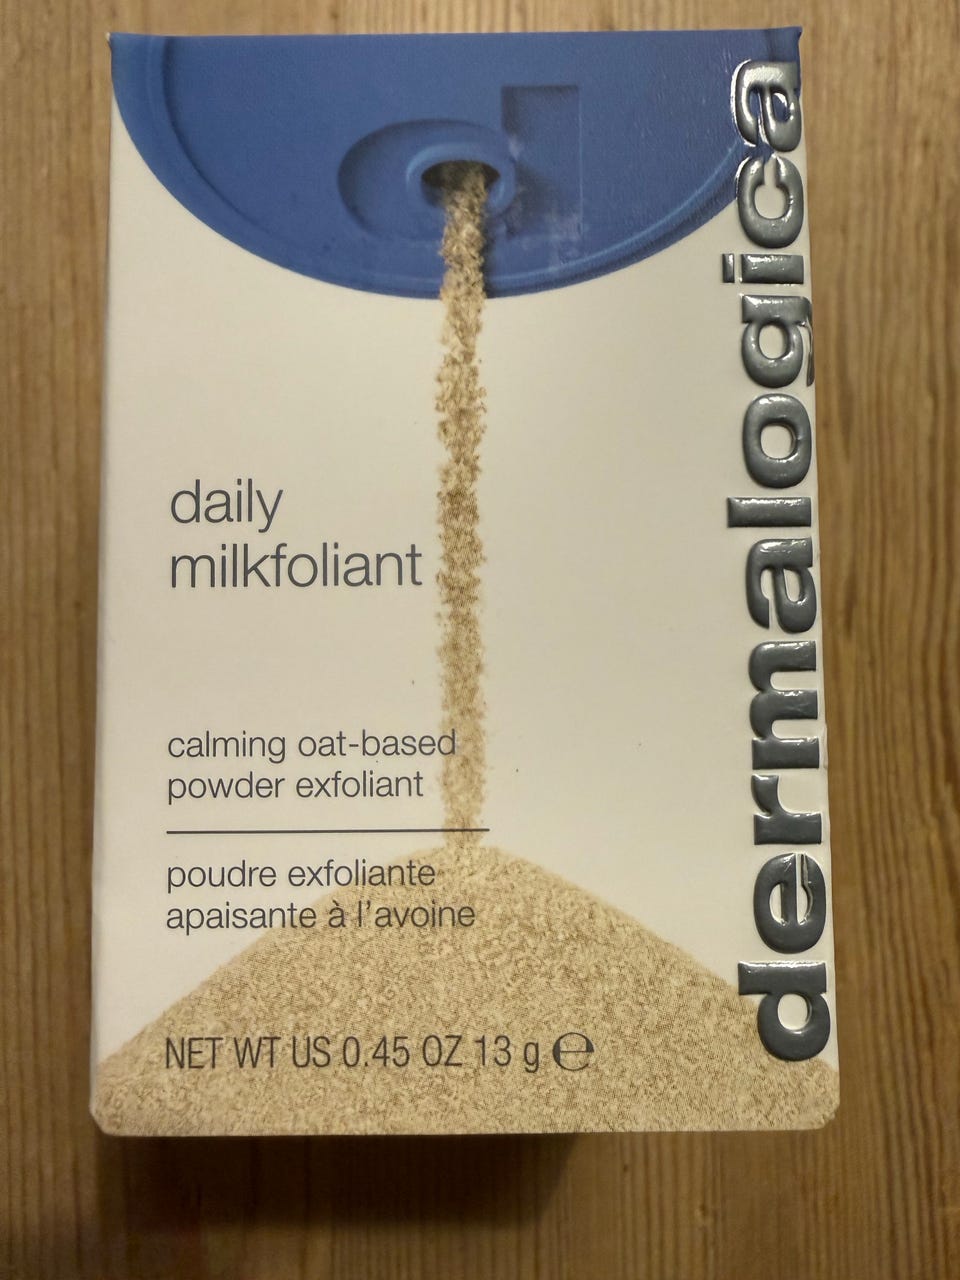 d
daily
milkfoliant
calming oat-based
powder exfoliant
poudre exfoliante
apaisante à l'avoine
NET WT US 0.45 OZ 13 g ℮
dermalogica